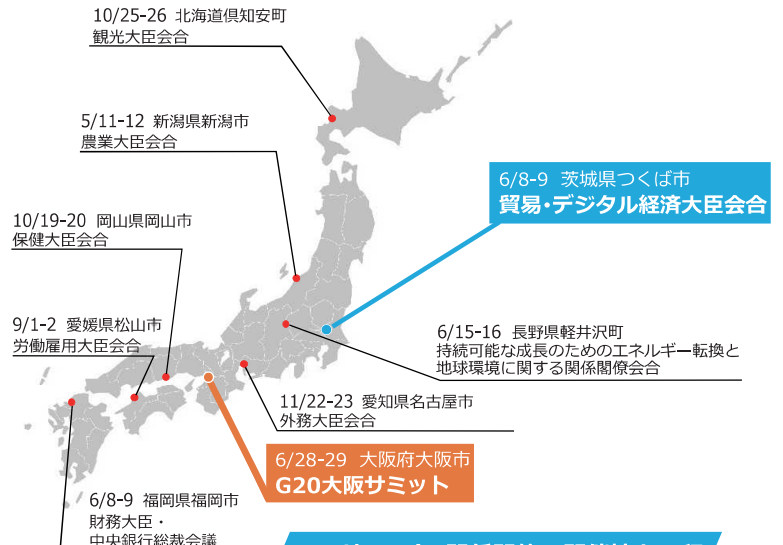 10/25-26 北海道倶知安町
観光大臣会合
5/11-12 新潟県新潟市
農業大臣会合
6/8-9 茨城県つくば市
貿易・デジタル経済大臣会合
10/19-20 岡山県岡山市
保健大臣会合
9/1-2 愛媛県松山市
労働雇用大臣会合
6/15-16 長野県軽井沢町
持続可能な成長のためのエネルギー転換と
地球環境に関する関係閣僚会合
11/22-23 愛知県名古屋市
外務大臣会合
6/28-29 大阪府大阪市
G20大阪サミット
6/8-9 福岡県福岡市
財務大臣・
中央銀行総裁会議